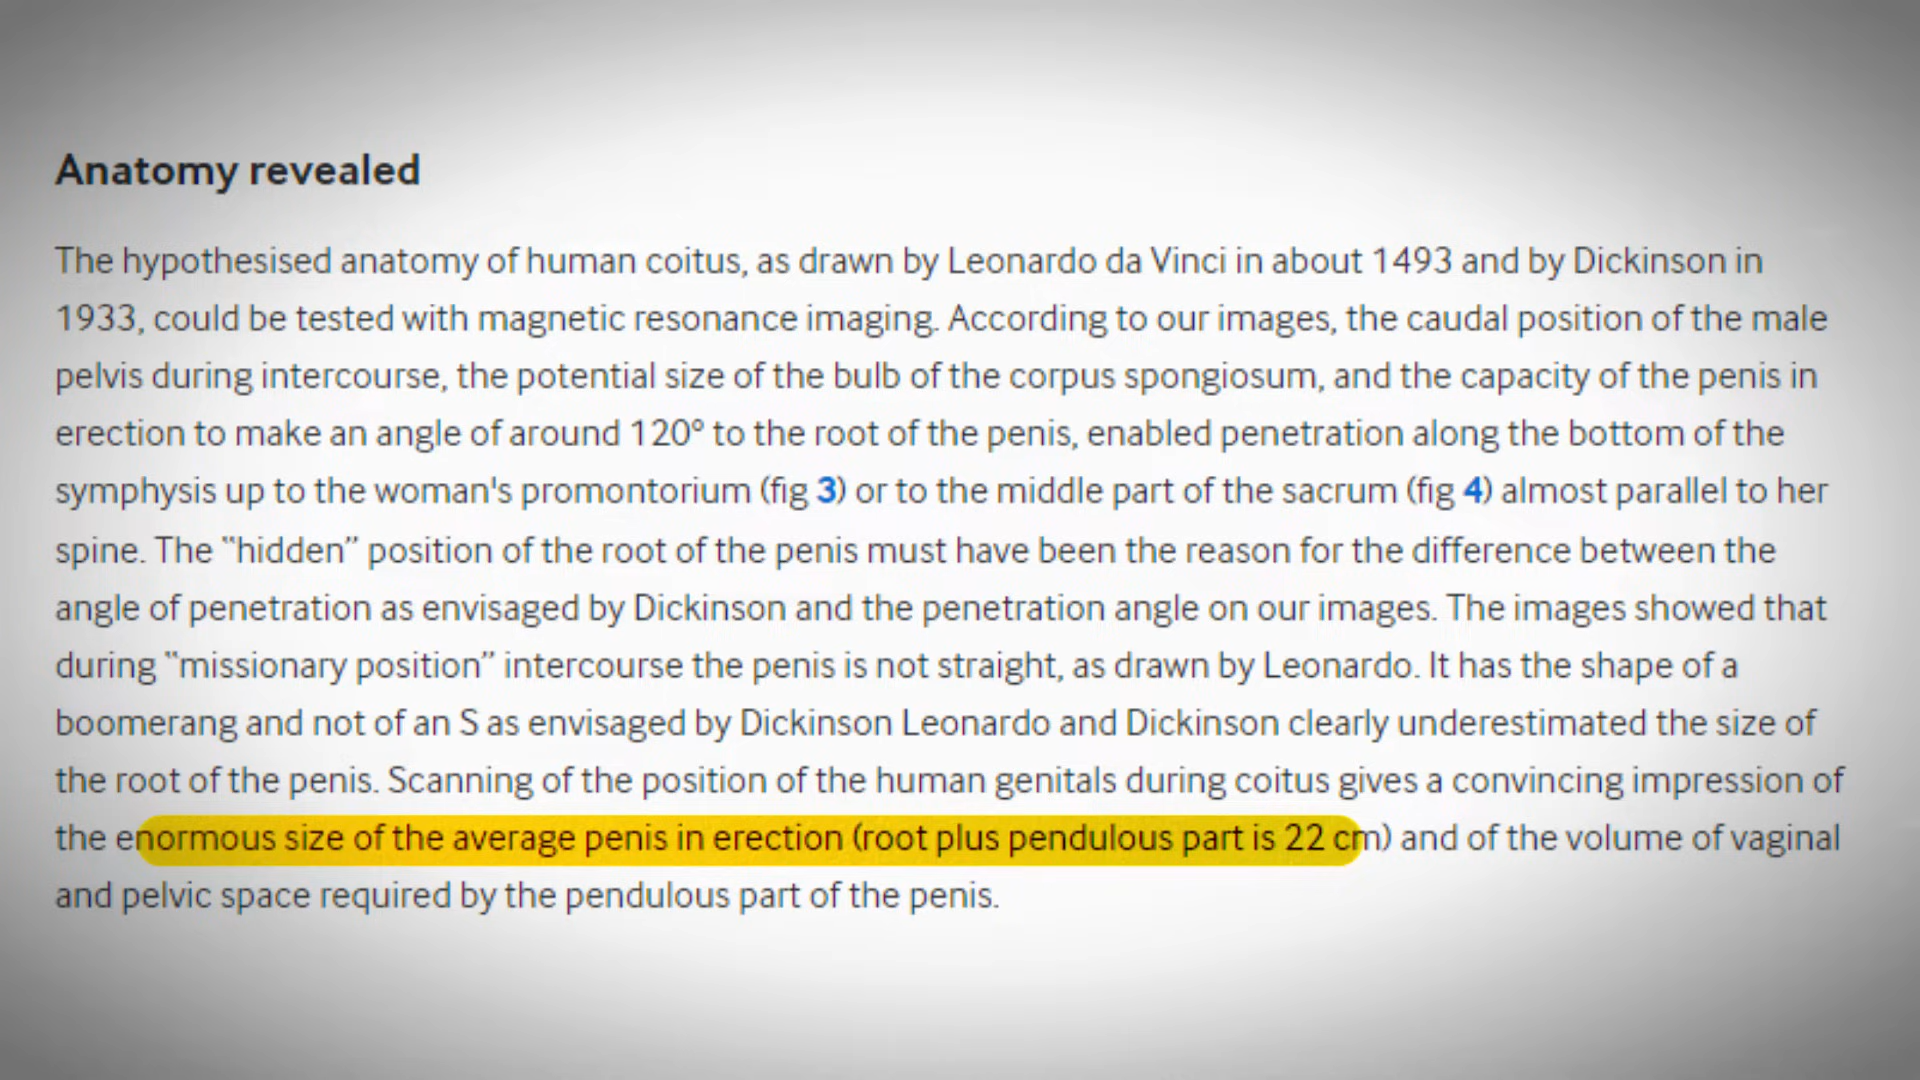 Anatomy revealed
The hypothesised anatomy of human coitus, as drawn by Leonardo da Vinci in about 1493 and by Dickinson in
1933, could be tested with magnetic resonance imaging. According to our images, the caudal position of the male
pelvis during intercourse, the potential size of the bulb of the corpus spongiosum, and the capacity of the penis in
erection to make an angle of around 120° to the root of the penis, enabled penetration along the bottom of the
symphysis up to the woman's promontorium (fig 3) or to the middle part of the sacrum (fig 4) almost parallel to her
spine. The “hidden” position of the root of the penis must have been the reason for the difference between the
angle of penetration as envisaged by Dickinson and the penetration angle on our images. The images showed that
during “missionary position” intercourse the penis is not straight, as drawn by Leonardo. It has the shape of a
boomerang and not of an S as envisaged by Dickinson Leonardo and Dickinson clearly underestimated the size of
the root of the penis. Scanning of the position of the human genitals during coitus gives a convincing impression of
the enormous size of the average penis in erection (root plus pendulous part is 22 cm) and of the volume of vaginal
and pelvic space required by the pendulous part of the penis.